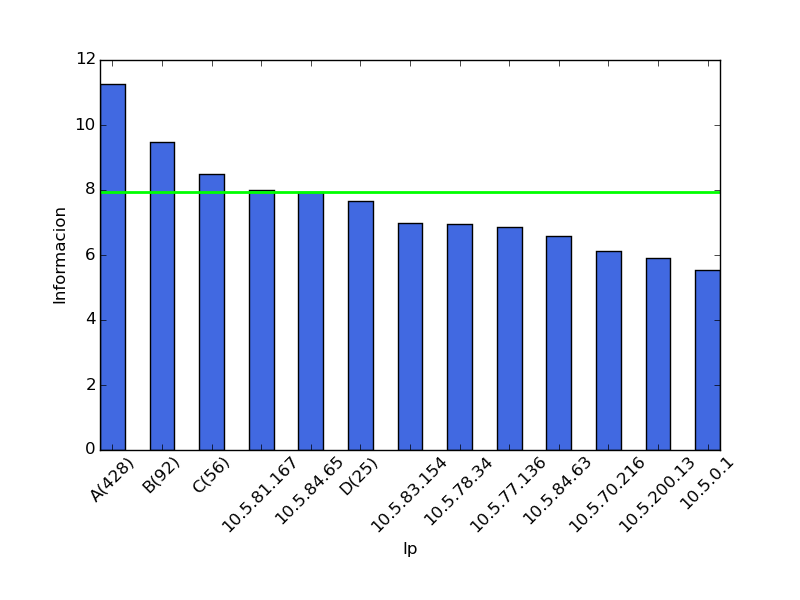 12
10
8
6
4
2
0
Informacion
A(428)
B(92)
C(56)
10.5.81.167
10.5.84.65
D(25)
10.5.83.154
10.5.78.34
10.5.77.136
10.5.84.63
10.5.70.216
10.5.200.13
10.5.0.1
Ip